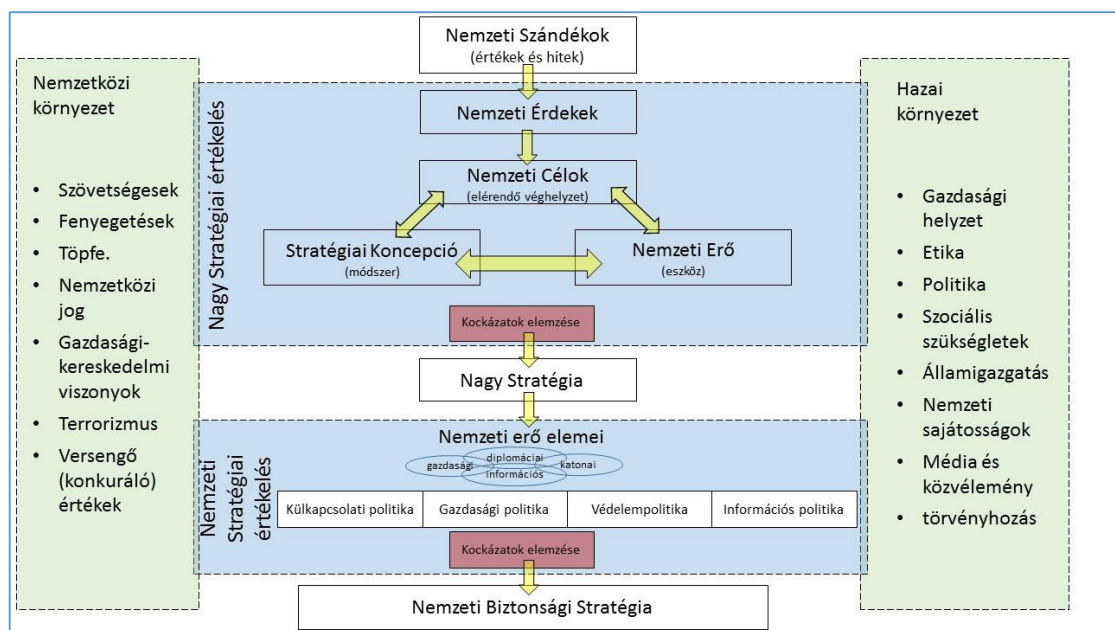 Nemzeti Szándékok
(értékek és hitek)
Nemzetközi
környezet
• Szövetségesek
• Fenyegetések
• Töpfe.
• Nemzetközi
jog
• Gazdasági-
kereskedelmi
viszonyok
• Terrorizmus
• Versengő
(konkuráló)
értékek
Nagy Stratégiai értékelés
Nemzeti Érdekek
Nemzeti Célok
(elérendő véghelyzet)
Stratégiai Koncepció
(módszer)
Nemzeti Erő
(eszköz)
Kockázatok elemzése
Nagy Stratégia
Nemzeti
Stratégiai
értékelés
Nemzeti erő elemei
diplomáciai
gazdasági
katonai
információs
Külkapcsolati politika
Gazdasági politika
Védelempolitika
Információs politika
Kockázatok elemzése
Nemzeti Biztonsági Stratégia
Hazai
környezet
• Gazdasági
helyzet
• Etika
• Politika
• Szociális
szükségletek
• Államigazgatás
• Nemzeti
sajátosságok
• Média és
közvélemény
• törvényhozás